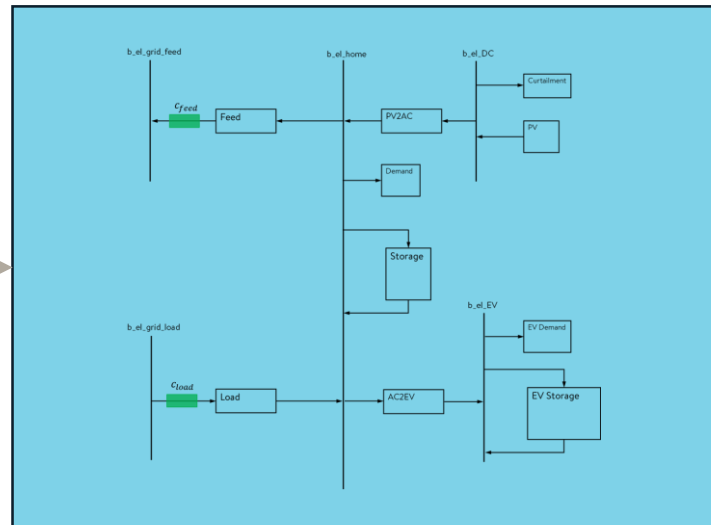 b_el_grid_feed
b_el_home
b_el_DC
Curtailment
c_feed
Feed
PV2AC
PV
Demand
Storage
b_el_EV
b_el_grid_load
EV Demand
c_load
Load
AC2EV
EV Storage